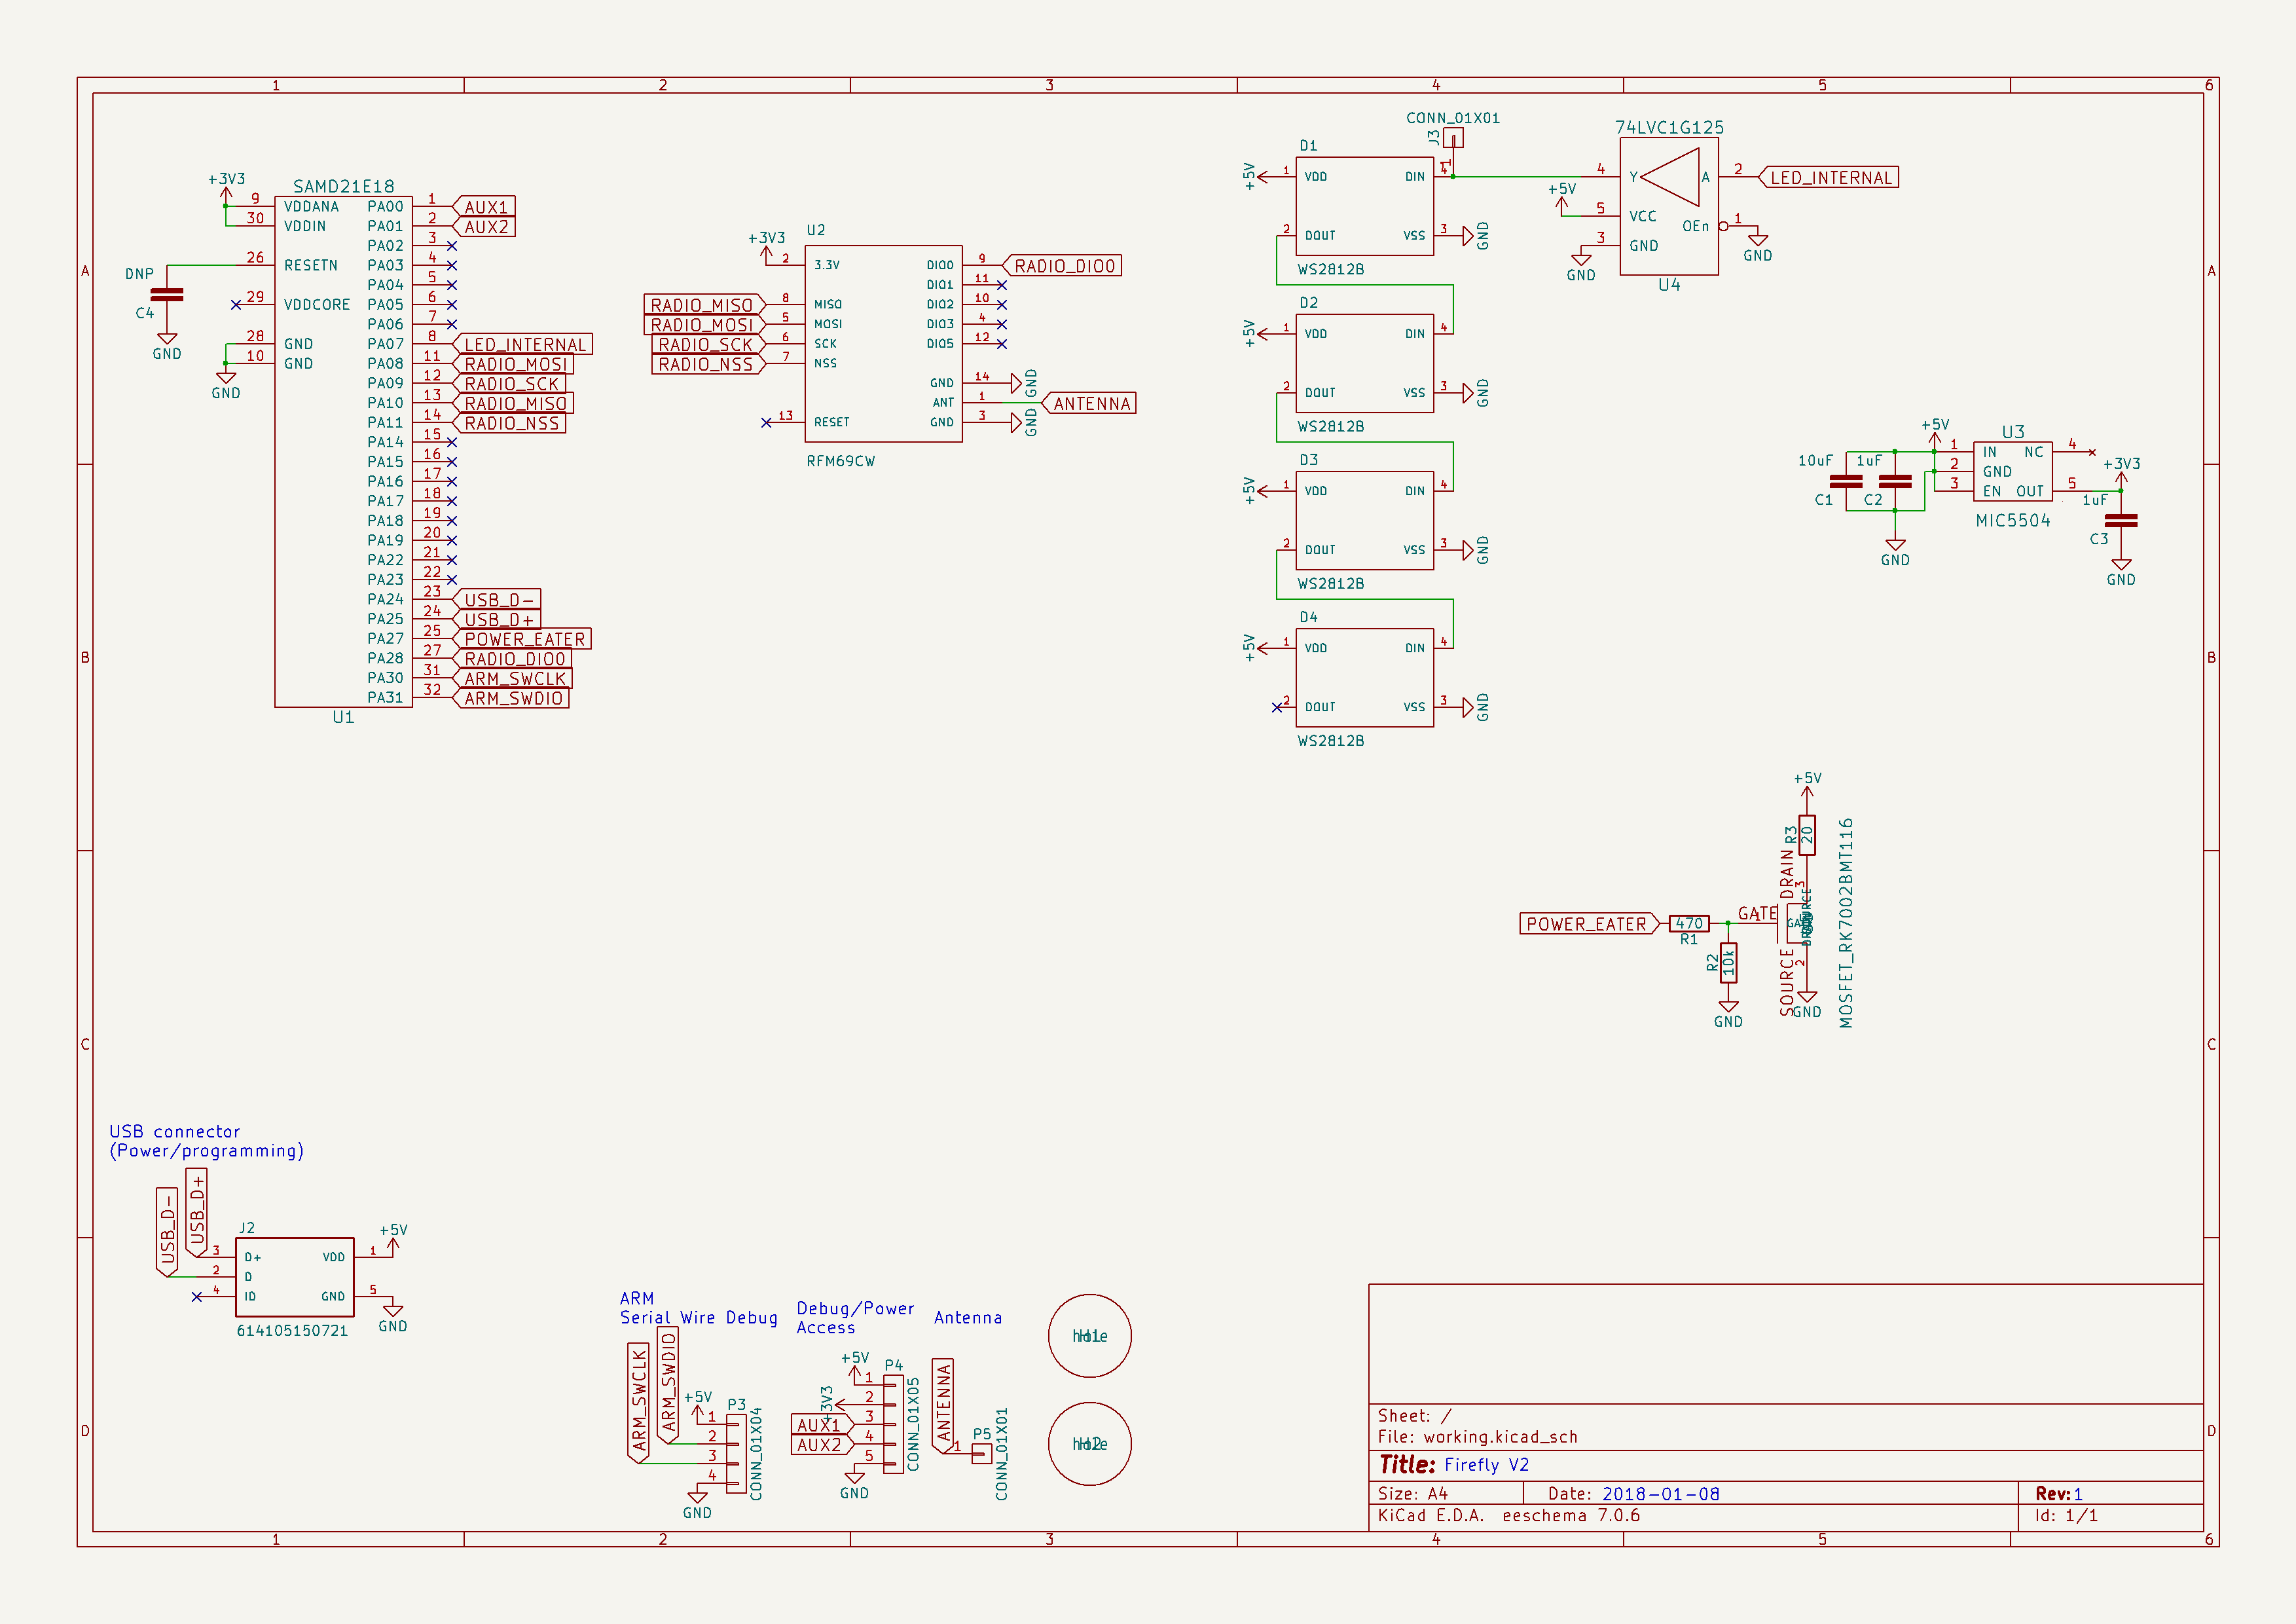 1 2 3 4 5 6
A
B
C
D
SAMD21E18
+3V3
9 VDDANA
30 VDDIN
26 RESETN
DNP
C4
GND
29 VDDCORE
28 GND
10 GND
GND
PA00 1 AUX1
PA01 2 AUX2
PA02 3
PA03 4
PA04 5
PA05 6
PA06 7
PA07 8 LED_INTERNAL
PA08 11 RADIO_MOSI
PA09 12 RADIO_SCK
PA10 13 RADIO_MISO
PA11 14 RADIO_NSS
PA14 15
PA15 16
PA16 17
PA17 18
PA18 19
PA19 20
PA22 21
PA23 22
PA24 23 USB_D-
PA25 24 USB_D+
PA27 25 POWER_EATER
PA28 27 RADIO_DIO0
PA30 31 ARM_SWCLK
PA31 32 ARM_SWDIO
U1
U2
+3V3
2 3.3V
RADIO_MISO 8 MISO
RADIO_MOSI 5 MOSI
RADIO_SCK 6 SCK
RADIO_NSS 7 NSS
13 RESET
DIO0 9 RADIO_DIO0
DIO1 11
DIO2 10
DIO3 4
DIO5 12
GND 14 GND
ANT 1 ANTENNA
GND 3 GND
RFM69CW
CONN_01X01
J3
1
D1
+5V 1 VDD DIN 4
2 DOUT VSS 3 GND
WS2812B
D2
+5V 1 VDD DIN 4
2 DOUT VSS 3 GND
WS2812B
D3
+5V 1 VDD DIN 4
2 DOUT VSS 3 GND
WS2812B
D4
+5V 1 VDD DIN 4
2 DOUT VSS 3 GND
WS2812B
74LVC1G125
4 Y A 2 LED_INTERNAL
+5V
5 VCC
OEn 1
3 GND
GND
GND
U4
+5V
U3
10uF 1uF
C1 C2
GND
1 IN NC 4
2 GND
3 EN OUT 5
MIC5504
+3V3
1uF
C3
GND
+5V
R3
20
DRAIN
3
POWER_EATER
470
R1
GATE
1
R2
10k
GND
SOURCE
2
GND
MOSFET_RK7002BMT116
USB connector
(Power/programming)
USB_D-
USB_D+
J2
3 D+ VDD 1 +5V
2 D
4 ID GND 5
GND
614105150721
ARM
Serial Wire Debug
ARM_SWCLK
ARM_SWDIO
+5V
P3
1
2
3
4
GND
CONN_01X04
Debug/Power
Access
+5V
P4
+3V3
1
2
AUX1 3
AUX2 4
5
GND
CONN_01X05
Antenna
ANTENNA
1
P5
CONN_01X01
H1
hole
H2
hole
Sheet: /
File: working.kicad_sch
Title: Firefly V2
Size: A4 Date: 2018-01-08 Rev: 1
KiCad E.D.A. eeschema 7.0.6 Id: 1/1
A
B
C
D
1 2 3 4 5 6